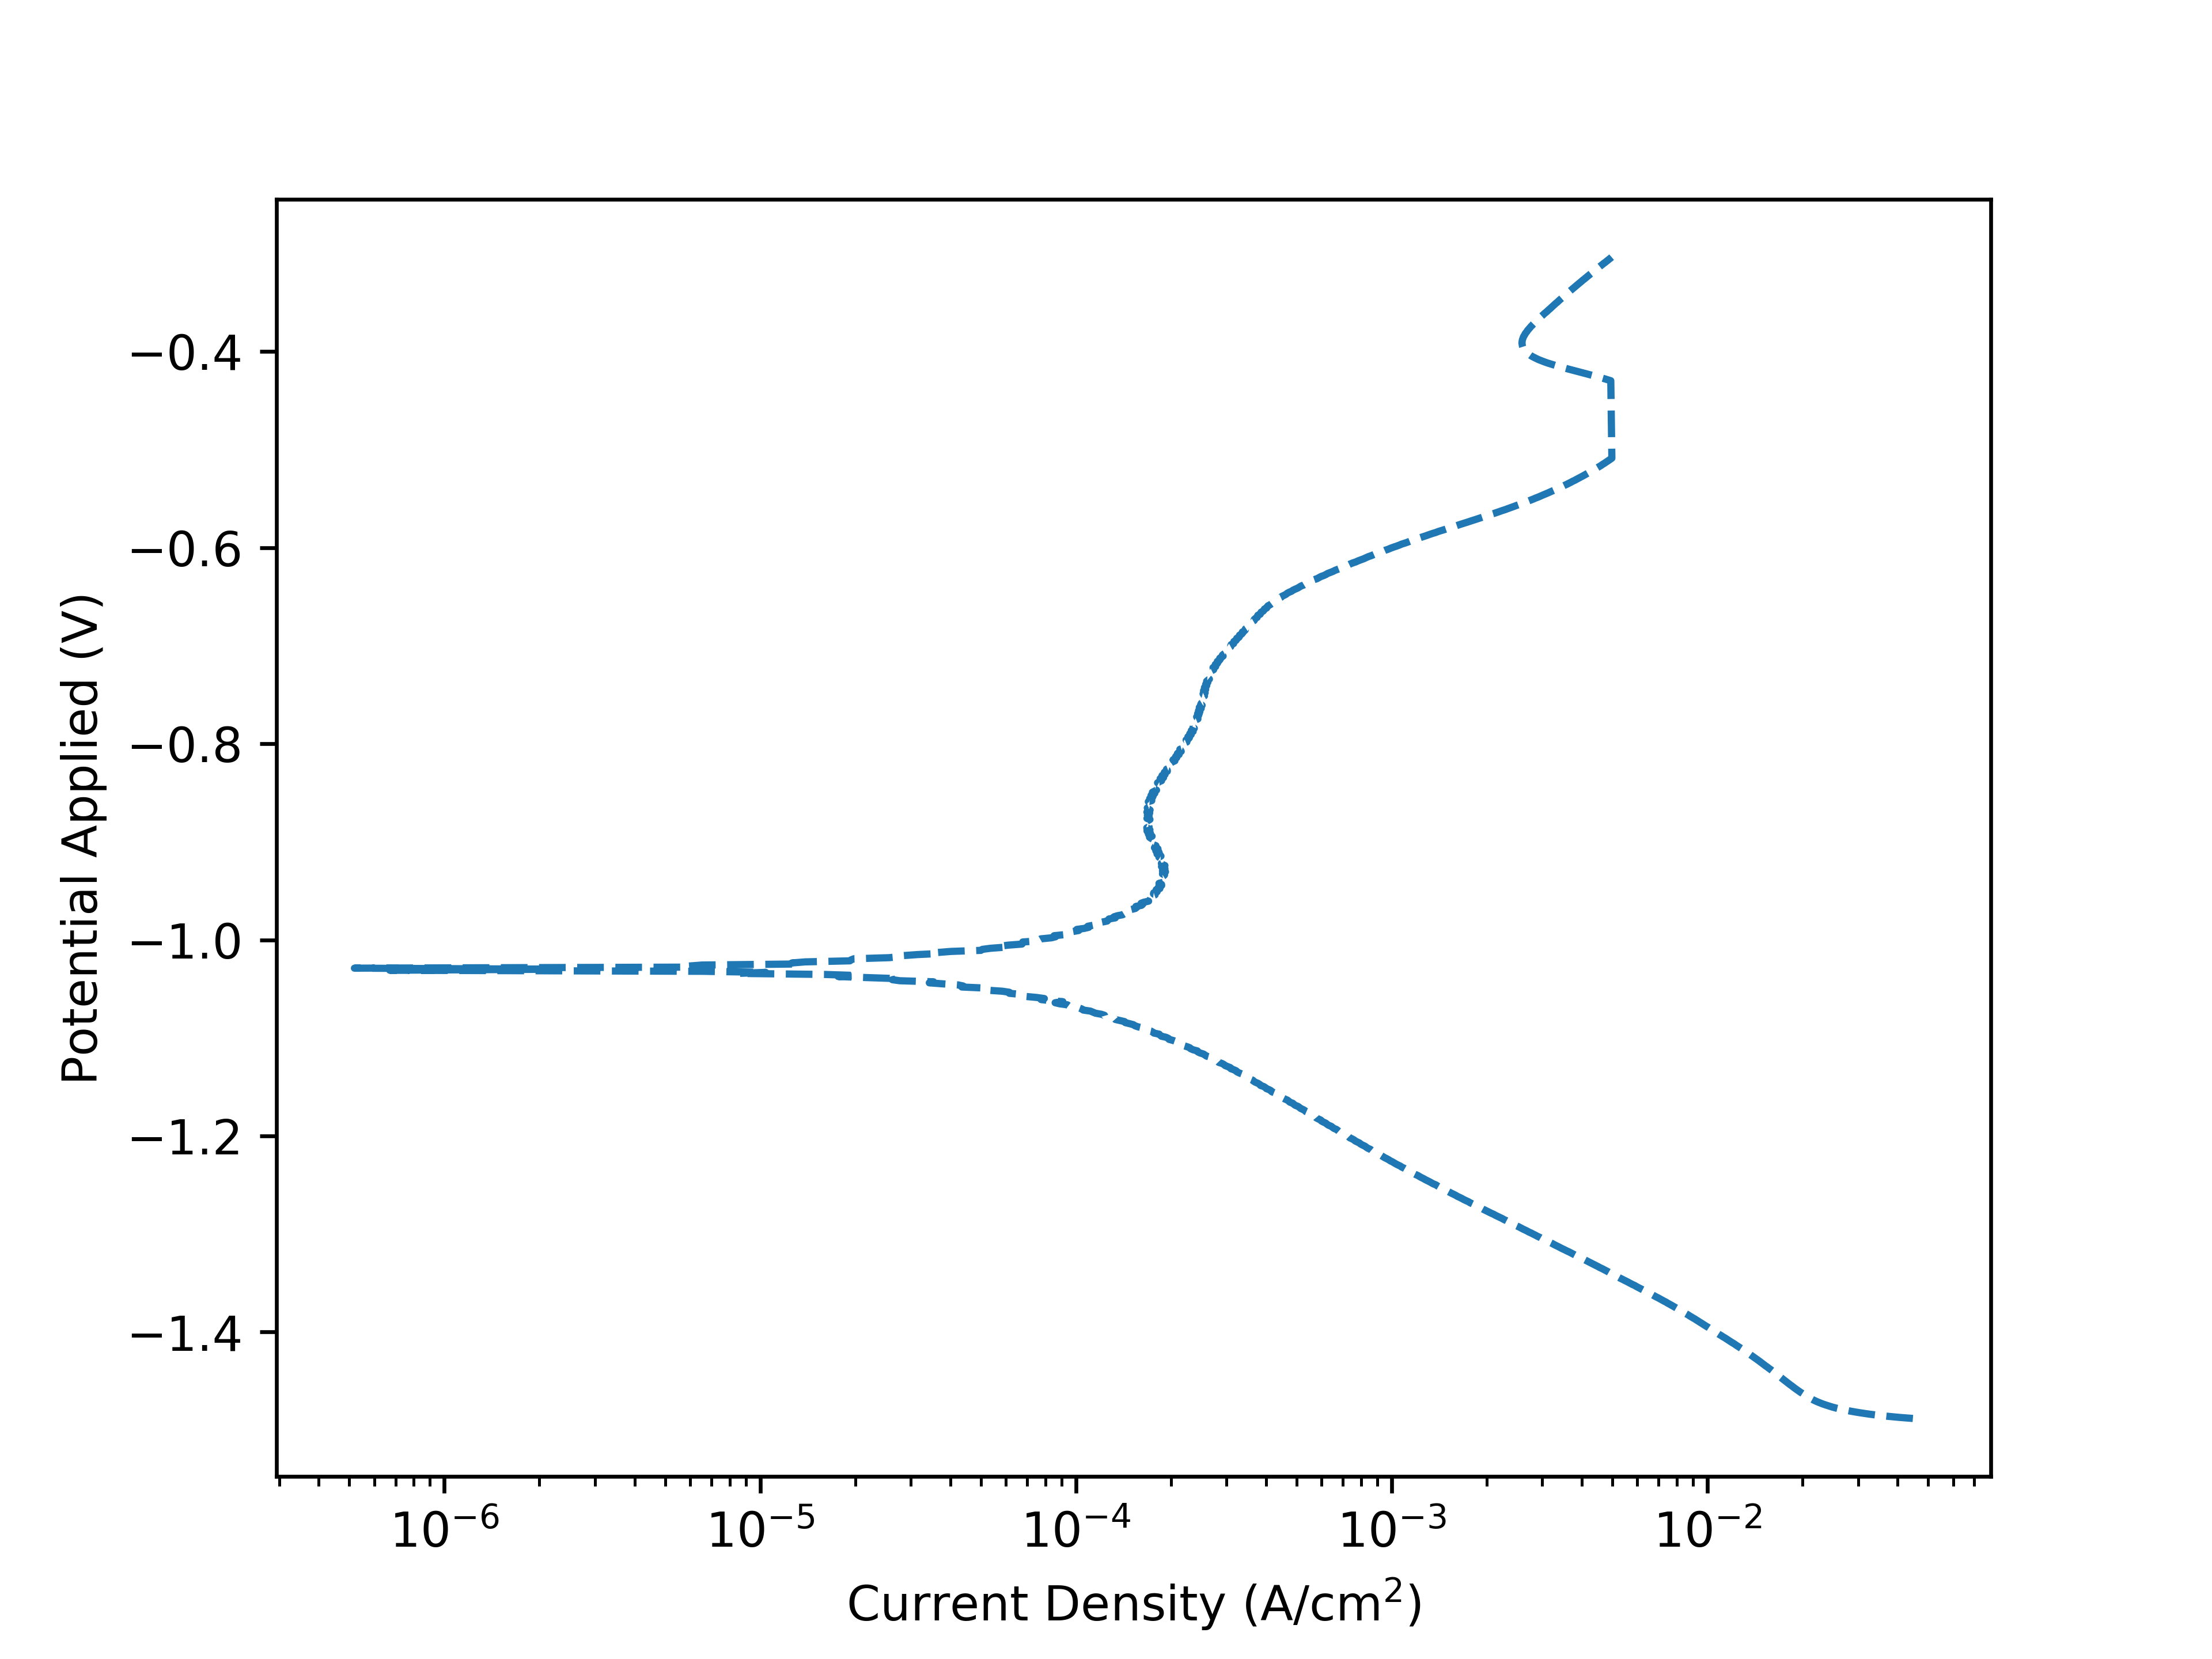 Potential Applied (V)
−0.4
−0.6
−0.8
−1.0
−1.2
−1.4
10⁻⁶ 10⁻⁵ 10⁻⁴ 10⁻³ 10⁻²
Current Density (A/cm²)